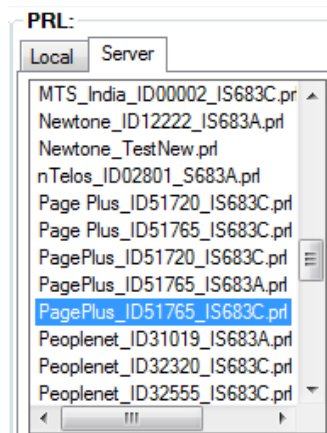 PRL:
Local Server
MTS_India_ID00002_IS683C.pr
Newtone_ID12222_IS683A.prl
Newtone_TestNew.prl
nTelos_ID02801_S683A.prl
Page Plus_ID51720_IS683C.prl
Page Plus_ID51765_IS683C.prl
PagePlus_ID51720_IS683C.prl
PagePlus_ID51765_IS683A.prl
PagePlus_ID51765_IS683C.prl
Peoplenet_ID31019_IS683A.prl
Peoplenet_ID32320_IS683C.prl
Peoplenet_ID32555_IS683C.prl